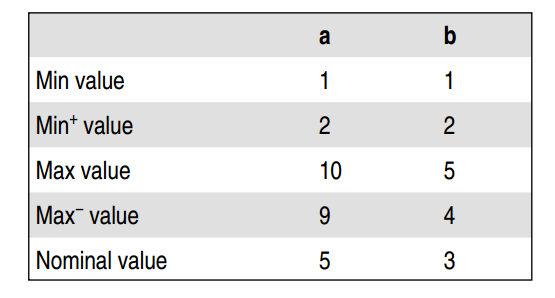 a b
Min value 1 1
Min⁺ value 2 2
Max value 10 5
Max⁻ value 9 4
Nominal value 5 3